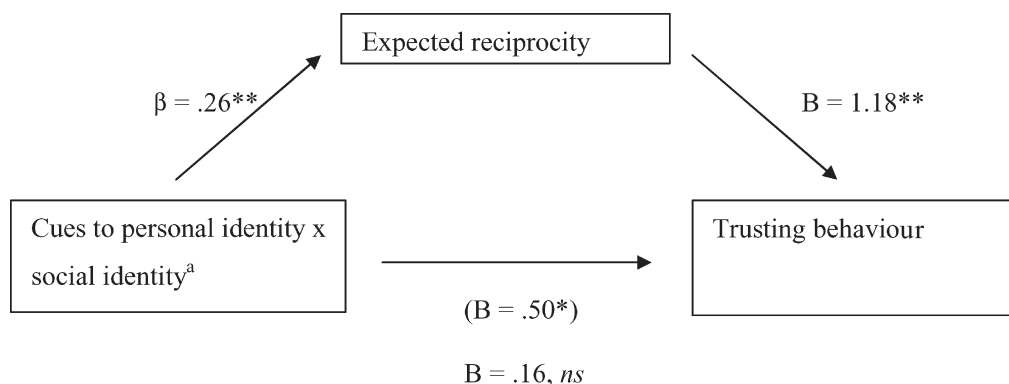 Expected reciprocity
β = .26**
B = 1.18**
Cues to personal identity x
social identityᵃ
Trusting behaviour
(B = .50*)
B = .16, ns